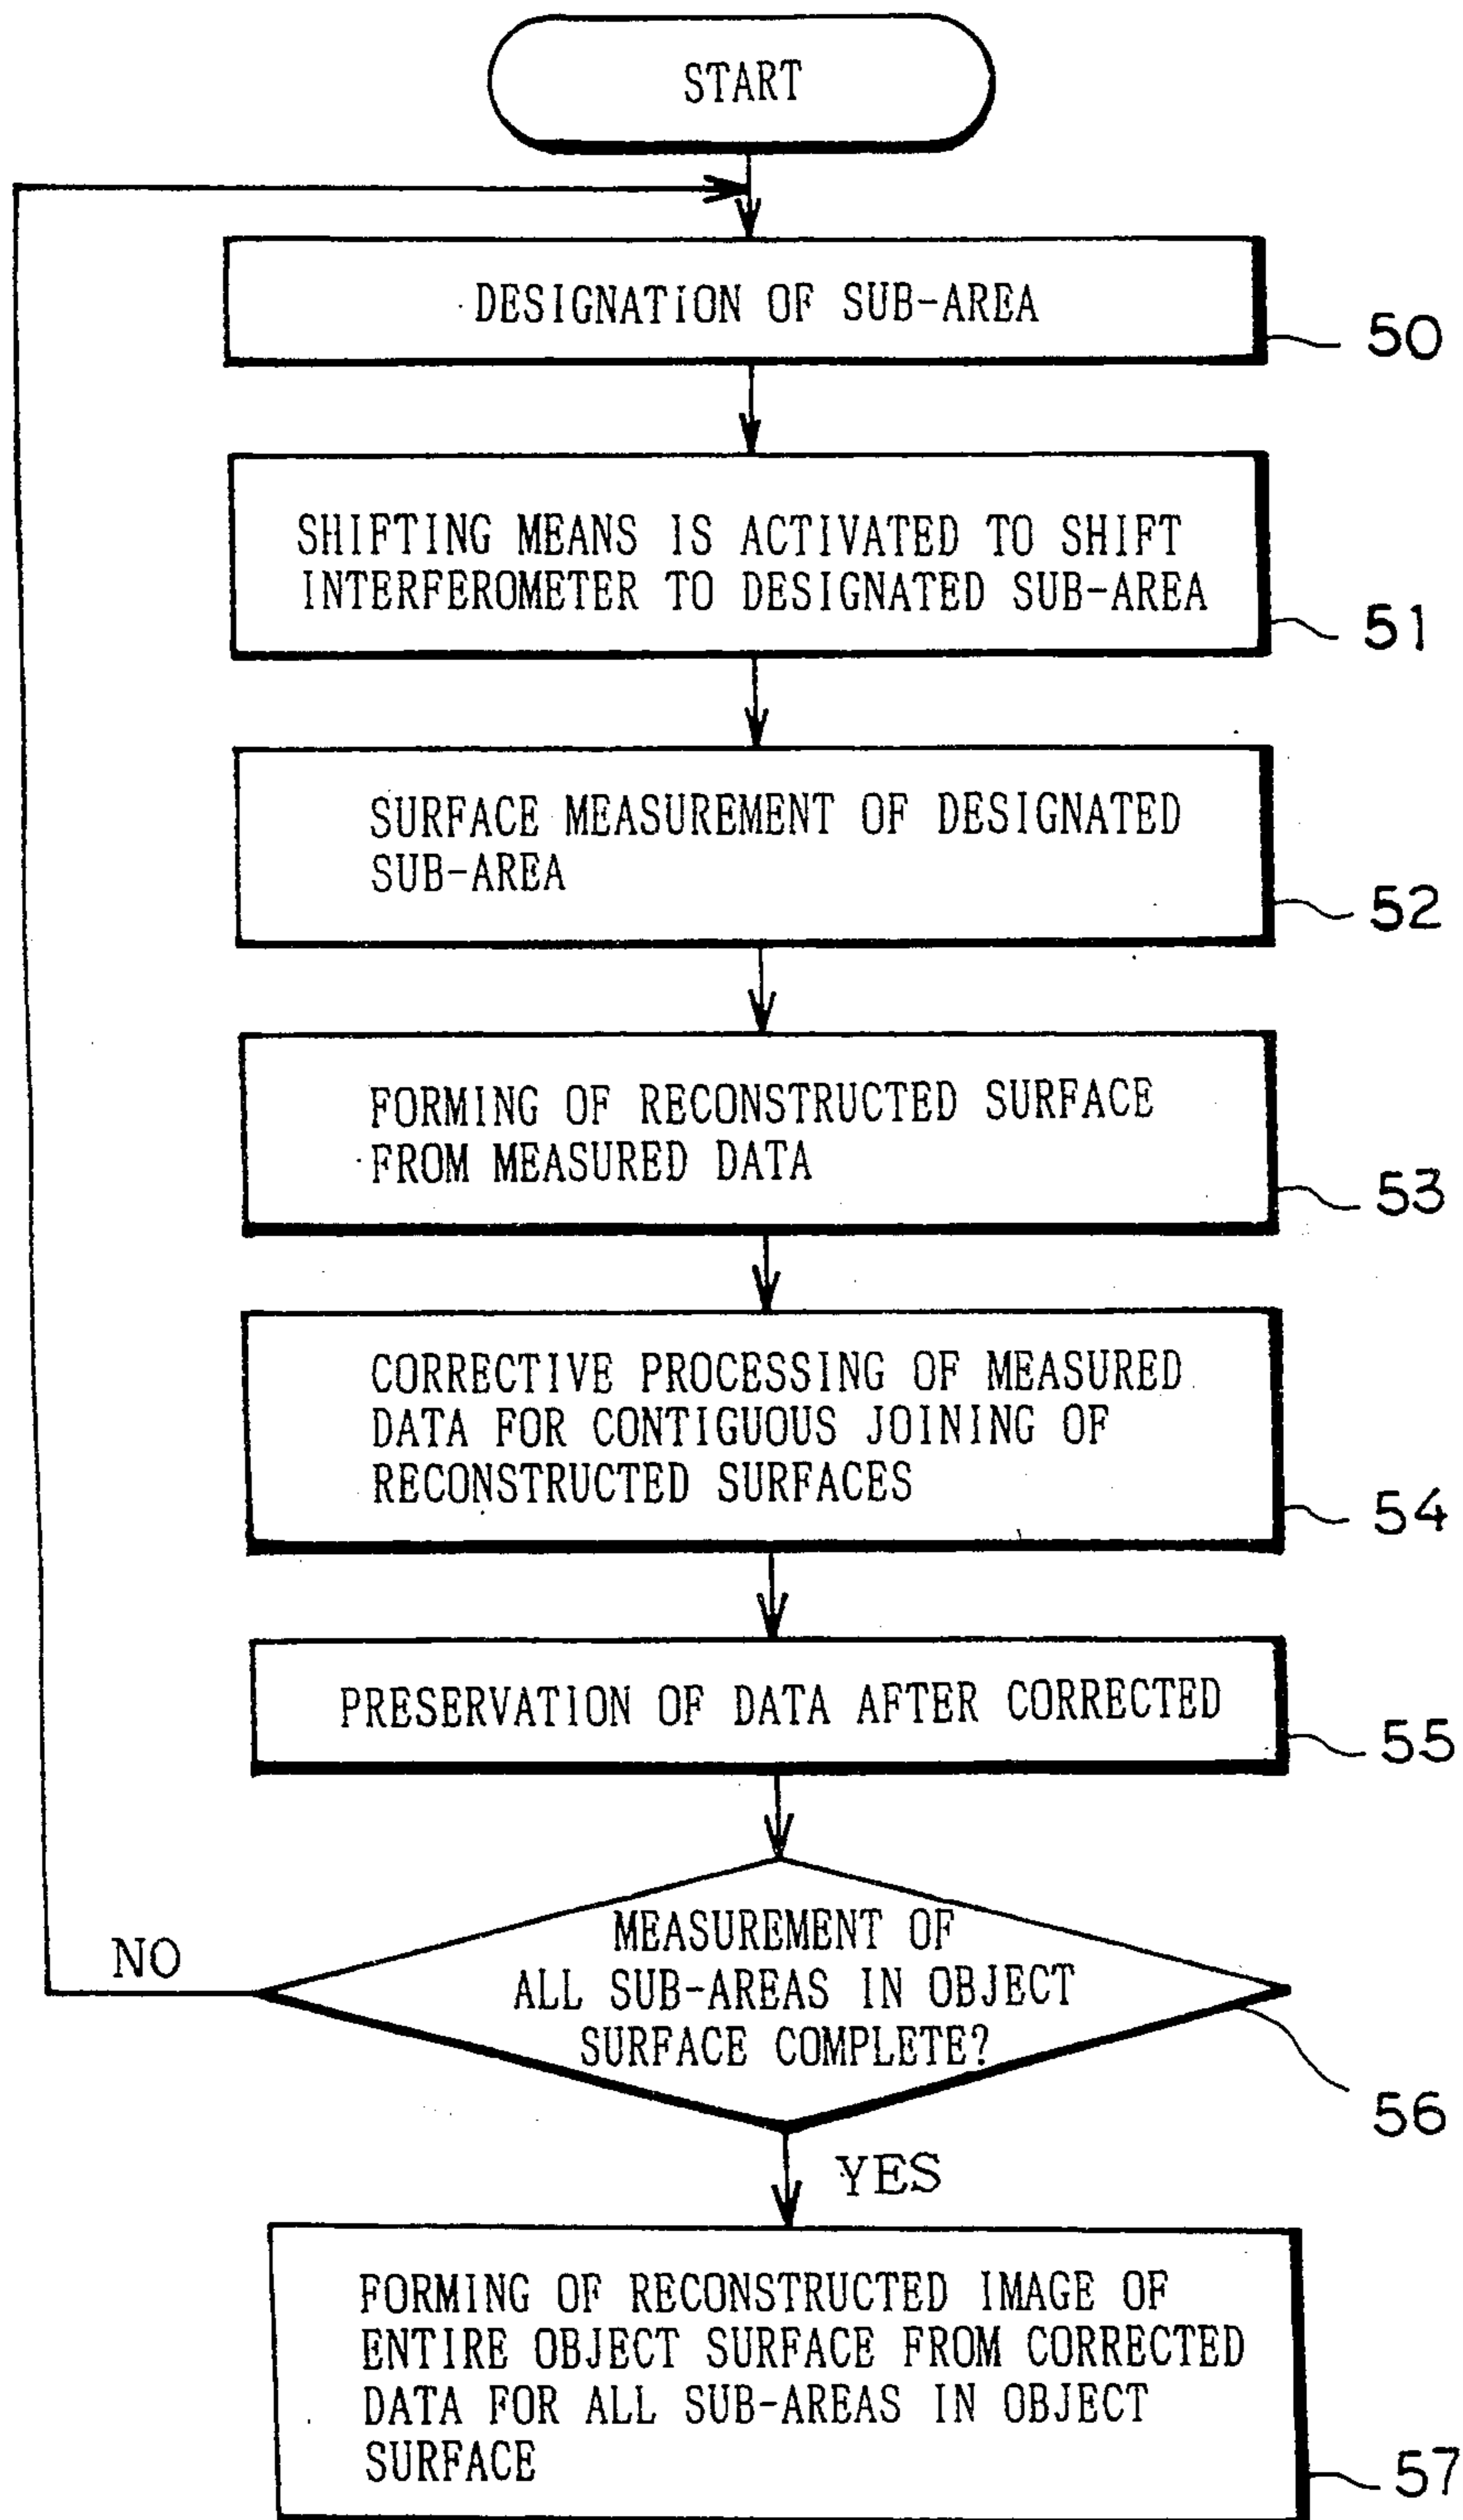 START
DESIGNATION OF SUB-AREA
50
SHIFTING MEANS IS ACTIVATED TO SHIFT
INTERFEROMETER TO DESIGNATED SUB-AREA
51
SURFACE MEASUREMENT OF DESIGNATED
SUB-AREA
52
FORMING OF RECONSTRUCTED SURFACE
FROM MEASURED DATA
53
CORRECTIVE PROCESSING OF MEASURED
DATA FOR CONTIGUOUS JOINING OF
RECONSTRUCTED SURFACES
54
PRESERVATION OF DATA AFTER CORRECTED
55
MEASUREMENT OF
ALL SUB-AREAS IN OBJECT
SURFACE COMPLETE?
NO
56
YES
FORMING OF RECONSTRUCTED IMAGE OF
ENTIRE OBJECT SURFACE FROM CORRECTED
DATA FOR ALL SUB-AREAS IN OBJECT
SURFACE
57